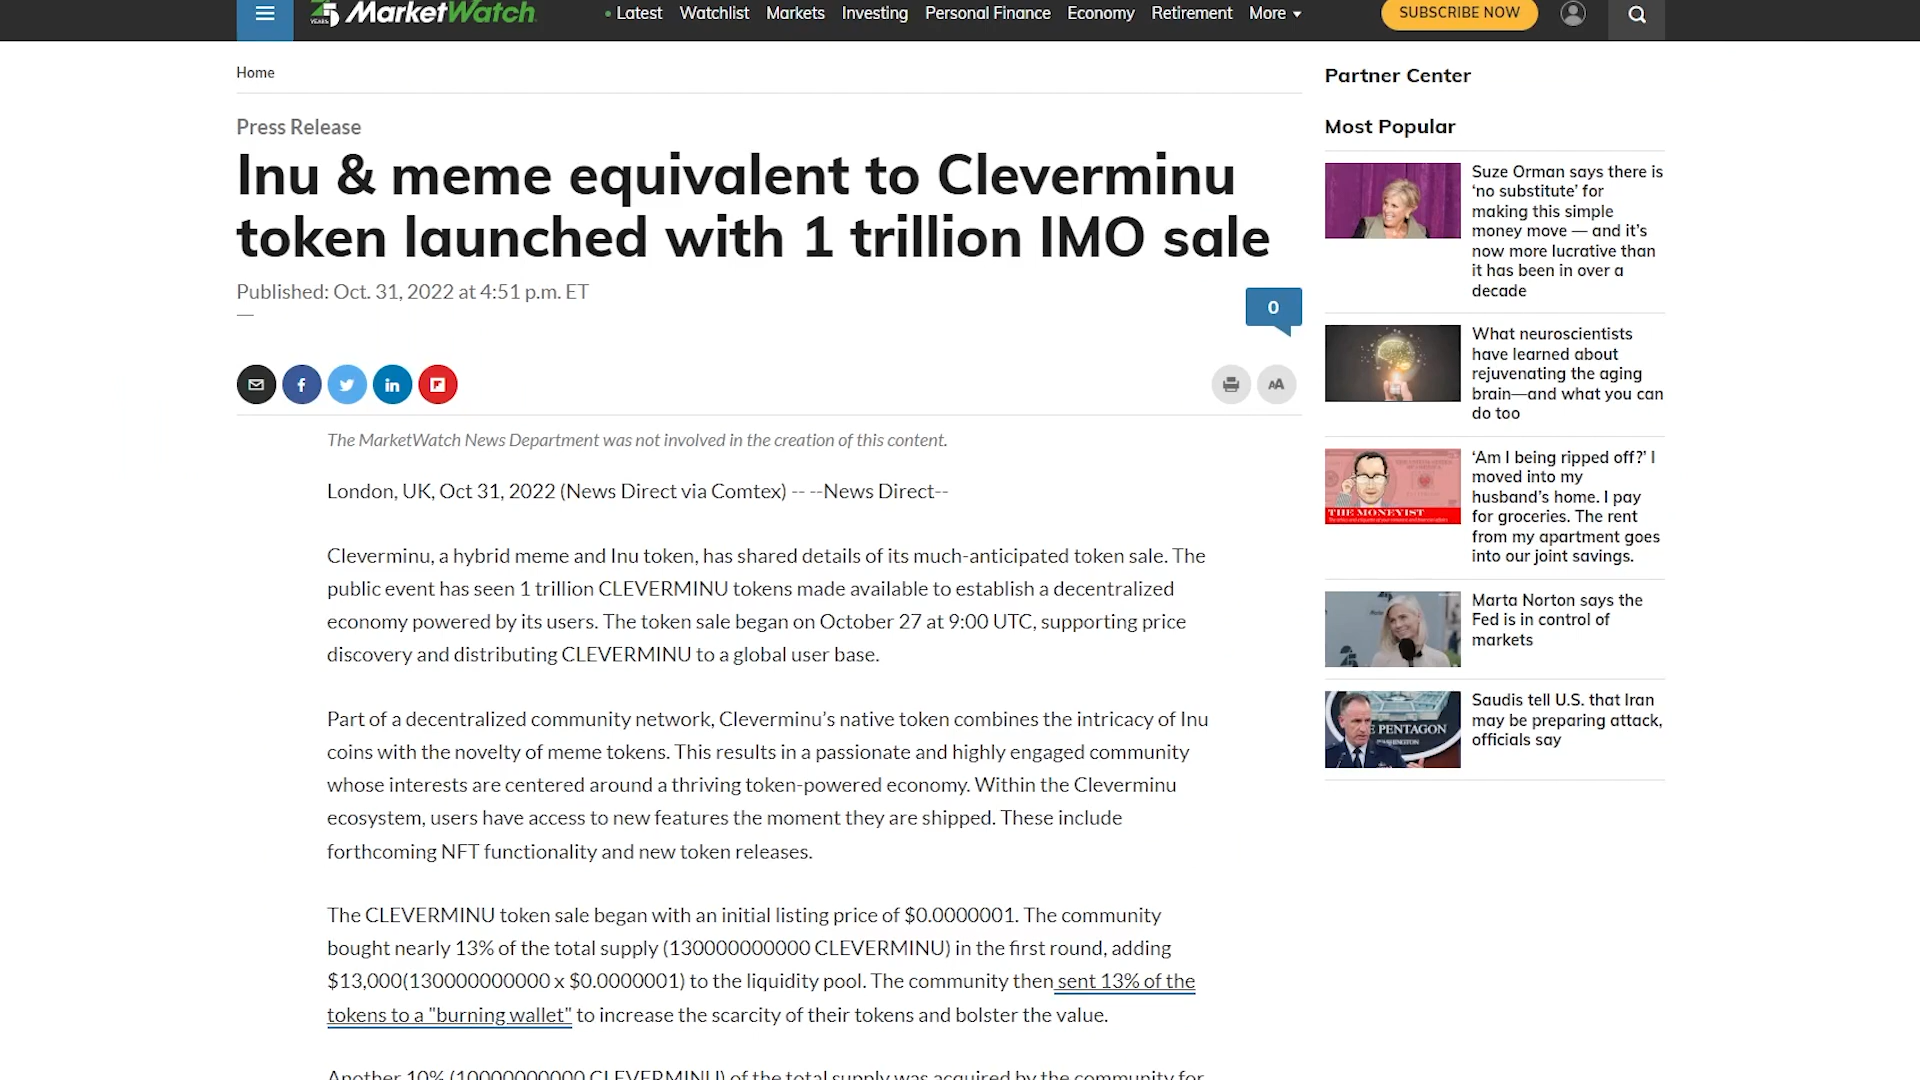 25 YEARS MarketWatch
Latest Watchlist Markets Investing Personal Finance Economy Retirement More
SUBSCRIBE NOW
Home
Press Release
Inu & meme equivalent to Cleverminu
token launched with 1 trillion IMO sale
Published: Oct. 31, 2022 at 4:51 p.m. ET
0
The MarketWatch News Department was not involved in the creation of this content.
London, UK, Oct 31, 2022 (News Direct via Comtex) -- --News Direct--
Cleverminu, a hybrid meme and Inu token, has shared details of its much-anticipated token sale. The
public event has seen 1 trillion CLEVERMINU tokens made available to establish a decentralized
economy powered by its users. The token sale began on October 27 at 9:00 UTC, supporting price
discovery and distributing CLEVERMINU to a global user base.
Part of a decentralized community network, Cleverminu’s native token combines the intricacy of Inu
coins with the novelty of meme tokens. This results in a passionate and highly engaged community
whose interests are centered around a thriving token-powered economy. Within the Cleverminu
ecosystem, users have access to new features the moment they are shipped. These include
forthcoming NFT functionality and new token releases.
The CLEVERMINU token sale began with an initial listing price of $0.0000001. The community
bought nearly 13% of the total supply (130000000000 CLEVERMINU) in the first round, adding
$13,000(130000000000 x $0.0000001) to the liquidity pool. The community then sent 13% of the
tokens to a "burning wallet" to increase the scarcity of their tokens and bolster the value.
Another 10% (10000000000 CLEVERMINU) of the total supply was acquired by the community for
Partner Center
Most Popular
Suze Orman says there is
‘no substitute’ for
making this simple
money move — and it’s
now more lucrative than
it has been in over a
decade
What neuroscientists
have learned about
rejuvenating the aging
brain—and what you can
do too
THE MONEYIST
‘Am I being ripped off?’ I
moved into my
husband’s home. I pay
for groceries. The rent
from my apartment goes
into our joint savings.
Marta Norton says the
Fed is in control of
markets
E PENTAGON
WASHINGTON
Saudis tell U.S. that Iran
may be preparing attack,
officials say